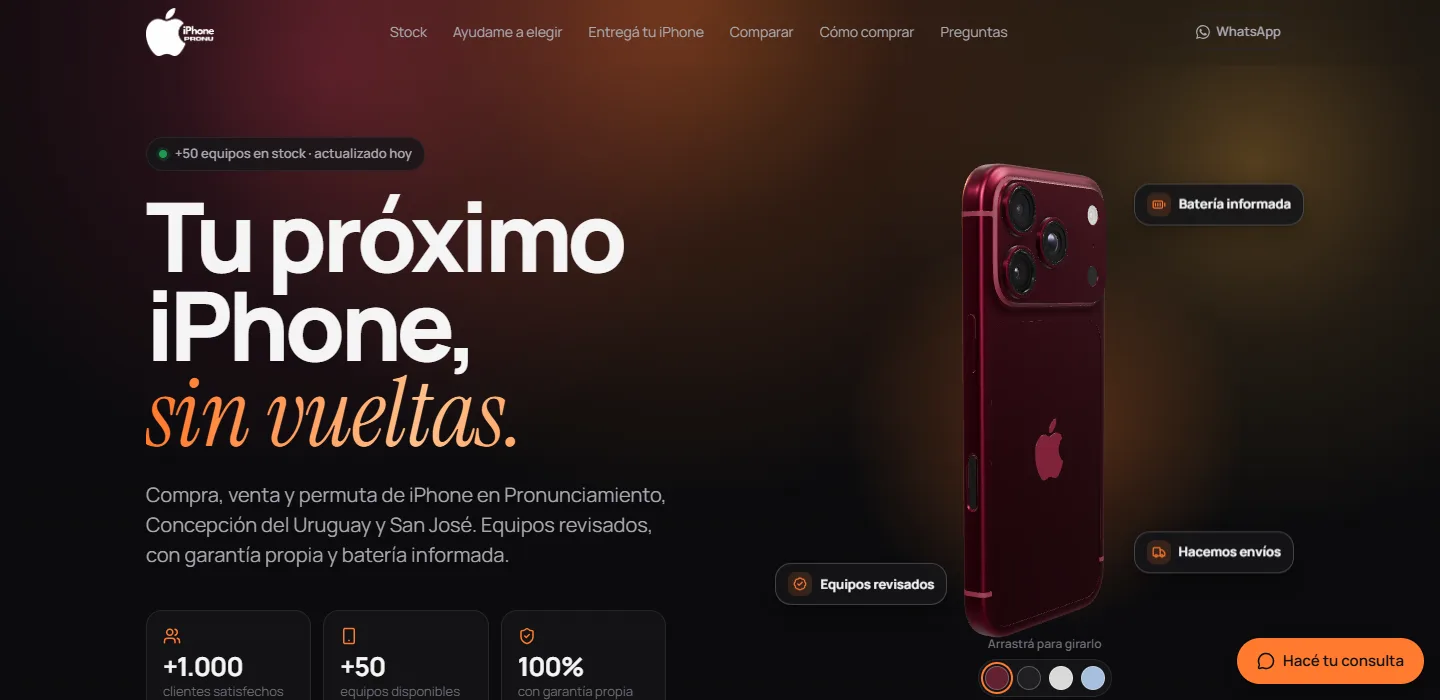 iPhone
PRONU
Stock
Ayudame a elegir
Entregá tu iPhone
Comparar
Cómo comprar
Preguntas
WhatsApp
+50 equipos en stock · actualizado hoy
Tu próximo
iPhone,
sin vueltas.
Compra, venta y permuta de iPhone en Pronunciamiento,
Concepción del Uruguay y San José. Equipos revisados,
con garantía propia y batería informada.
+1.000
clientes satisfechos
+50
equipos disponibles
100%
con garantía propia
Batería informada
Hacemos envíos
Equipos revisados
Arrastrá para girarlo
Hacé tu consulta